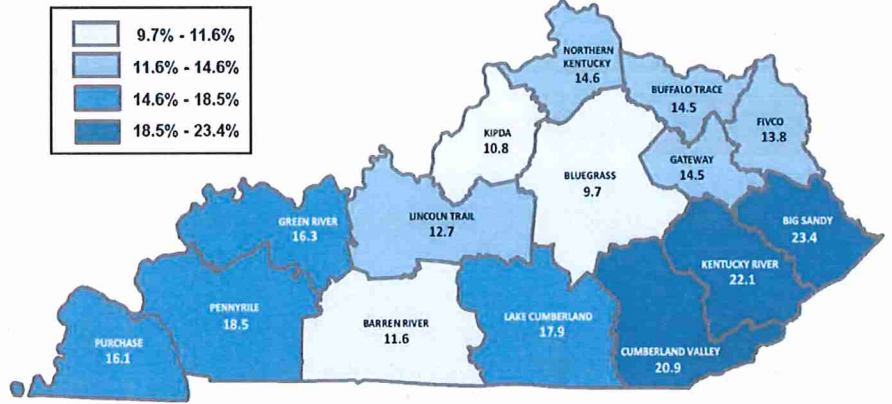 9.7% - 11.6%
11.6% - 14.6%
14.6% - 18.5%
18.5% - 23.4%
NORTHERN
KENTUCKY
14.6
BUFFALO TRACE
14.5
FIVCO
13.8
KIPDA
10.8
GATEWAY
14.5
BLUEGRASS
9.7
LINCOLN TRAIL
12.7
GREEN RIVER
16.3
BIG SANDY
23.4
KENTUCKY RIVER
22.1
PENNYRILE
18.5
BARREN RIVER
11.6
LAKE CUMBERLAND
17.9
PURCHASE
16.1
CUMBERLAND VALLEY
20.9